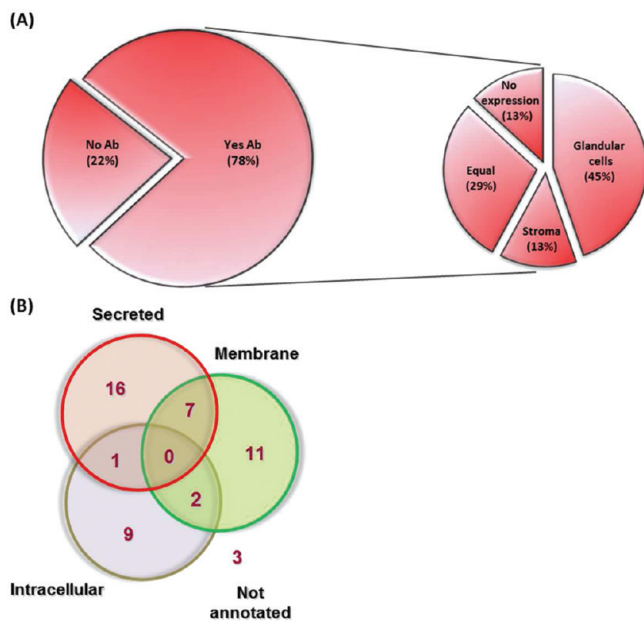 (A)
No Ab
(22%)
Yes Ab
(78%)
No
expression
(13%)
Glandular
cells
(45%)
Equal
(29%)
Stroma
(13%)
(B)
Secreted
Membrane
16
7
11
1
0
2
9
3
Intracellular
Not
annotated